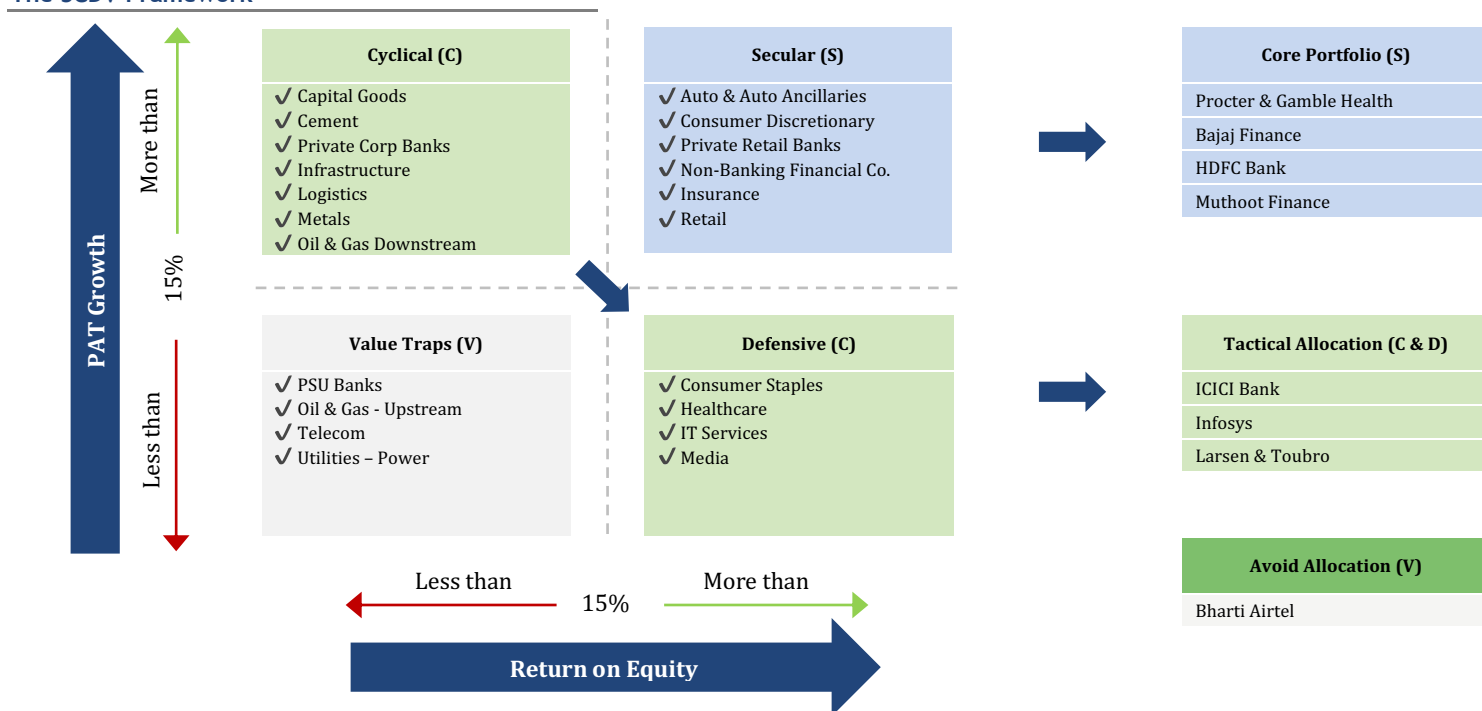 PAT Growth
More than
15%
Less than
Cyclical (C)
Capital Goods
Cement
Private Corp Banks
Infrastructure
Logistics
Metals
Oil & Gas Downstream
Secular (S)
Auto & Auto Ancillaries
Consumer Discretionary
Private Retail Banks
Non-Banking Financial Co.
Insurance
Retail
Core Portfolio (S)
Procter & Gamble Health
Bajaj Finance
HDFC Bank
Muthoot Finance
Value Traps (V)
PSU Banks
Oil & Gas - Upstream
Telecom
Utilities – Power
Defensive (C)
Consumer Staples
Healthcare
IT Services
Media
Tactical Allocation (C & D)
ICICI Bank
Infosys
Larsen & Toubro
Avoid Allocation (V)
Bharti Airtel
Less than
15%
More than
Return on Equity